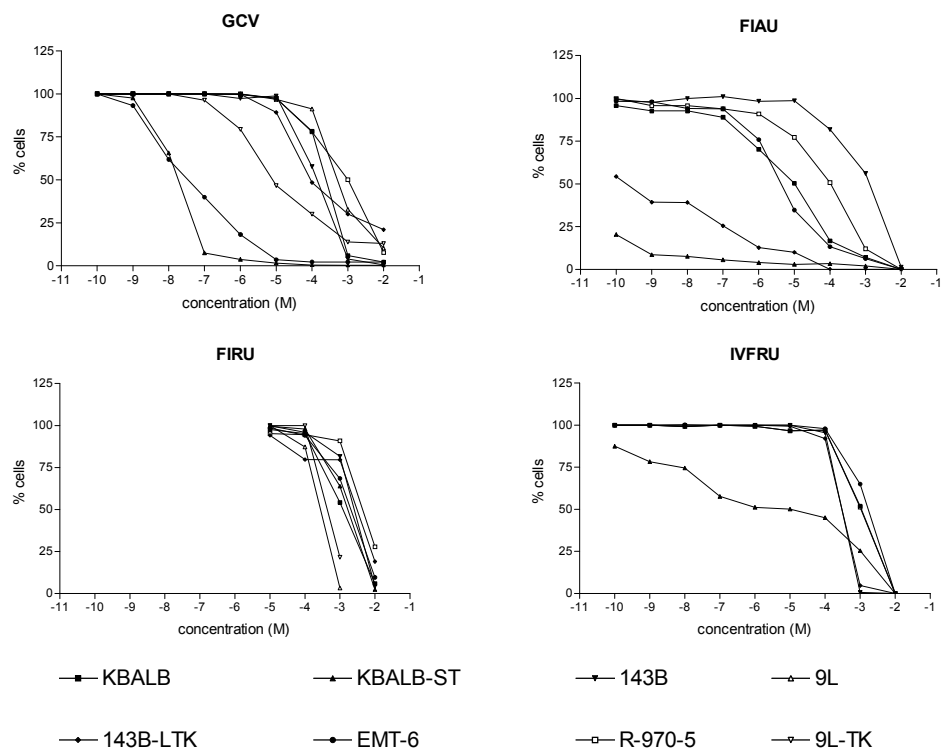 GCV
FIAU
125
100
75
50
25
0
% cells
-11 -10 -9 -8 -7 -6 -5 -4 -3 -2 -1
concentration (M)
125
100
75
50
25
0
% cells
-11 -10 -9 -8 -7 -6 -5 -4 -3 -2 -1
concentration (M)
FIRU
IVFRU
125
100
75
50
25
0
% cells
-11 -10 -9 -8 -7 -6 -5 -4 -3 -2 -1
concentration (M)
125
100
75
50
25
0
% cells
-11 -10 -9 -8 -7 -6 -5 -4 -3 -2 -1
concentration (M)
KBALB KBALB-ST 143B 9L
143B-LTK EMT-6 R-970-5 9L-TK